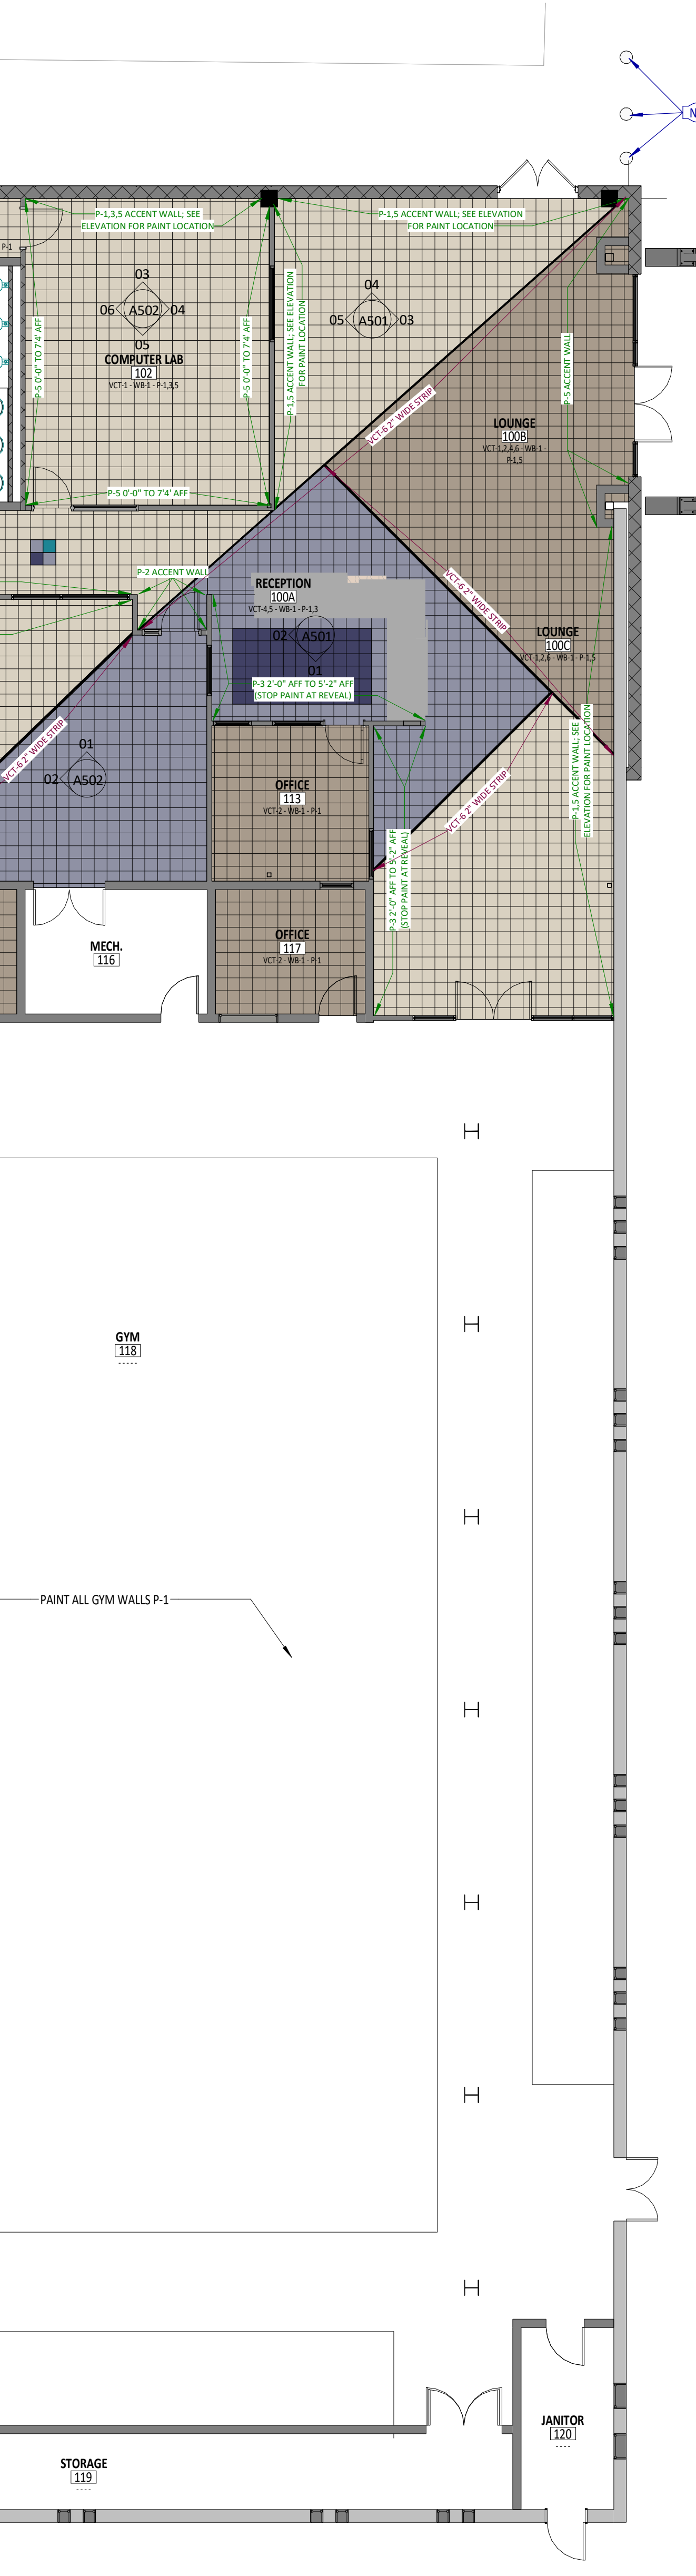 N
P-1,3,5 ACCENT WALL; SEE
ELEVATION FOR PAINT LOCATION
P-1,5 ACCENT WALL; SEE ELEVATION
FOR PAINT LOCATION
P-1
03
06 A502 04
05
COMPUTER LAB
102
VCT-1 - WB-1 - P-1,3,5
P-5 0'-0" TO 7'4' AFF
P-5 0'-0" TO 7'4' AFF
P-5 0'-0" TO 7'4' AFF
P-1,5 ACCENT WALL; SEE ELEVATION
FOR PAINT LOCATION
04
05 A501 03
P-5 ACCENT WALL
VCT-6 2" WIDE STRIP
LOUNGE
100B
VCT-1,2,4,6 - WB-1 -
P-1,5
P-2 ACCENT WALL
RECEPTION
100A
VCT-4,5 - WB-1 - P-1,3
VCT-6 2" WIDE STRIP
02 A501
01
LOUNGE
100C
VCT-1,2,6 - WB-1 - P-1,5
P-3 2'-0" AFF TO 5'-2" AFF
(STOP PAINT AT REVEAL)
VCT-6 2" WIDE STRIP
01
02 A502
P-1,5 ACCENT WALL; SEE
ELEVATION FOR PAINT LOCATION
VCT-6 2" WIDE STRIP
OFFICE
113
VCT-2 - WB-1 - P-1
P-3 2'-0" AFF TO 5'-2" AFF
(STOP PAINT AT REVEAL)
MECH.
116
OFFICE
117
VCT-2 - WB-1 - P-1
GYM
118
-----
PAINT ALL GYM WALLS P-1
JANITOR
120
----
STORAGE
119
----